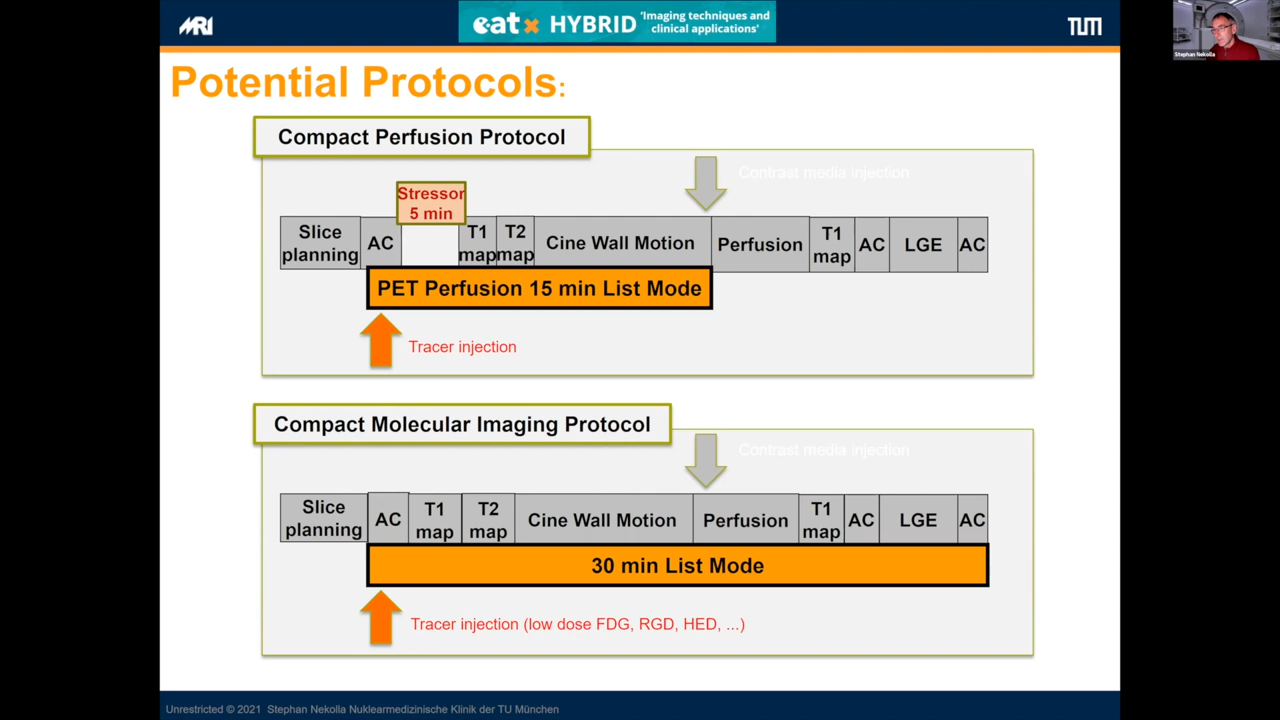 MRI
eatx HYBRID
'Imaging techniques and
clinical applications'
TUM
Stephan Nekolla
Potential Protocols:
Compact Perfusion Protocol
Contrast media injection
Stressor
5 min
Slice
planning
AC
T1
map
T2
map
Cine Wall Motion
Perfusion
T1
map
AC
LGE
AC
PET Perfusion 15 min List Mode
Tracer injection
Compact Molecular Imaging Protocol
Contrast media injection
Slice
planning
AC
T1
map
T2
map
Cine Wall Motion
Perfusion
T1
map
AC
LGE
AC
30 min List Mode
Tracer injection (low dose FDG, RGD, HED, ...)
Unrestricted © 2021 Stephan Nekolla Nuklearmedizinische Klinik der TU München